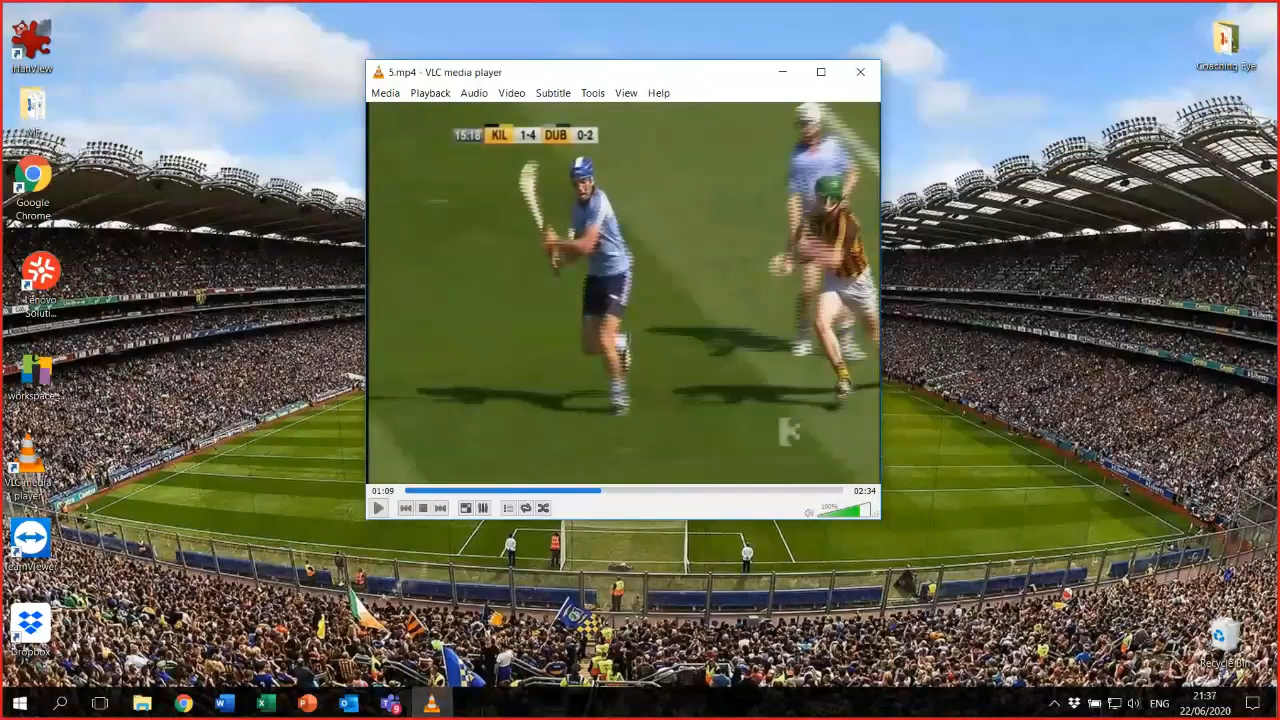 5.mp4 - VLC media player
Media Playback Audio Video Subtitle Tools View Help
15:18 KIL 1-4 DUB 0-2
3
01:09
02:34
100%
IrfanView
Google
Chrome
Lenovo
Soluti...
workspace...
VLC media
player
TeamViewer
Dropbox
Coaching Eye
Recycle Bin
W
X
P
9
ENG
21:37
22/06/2020